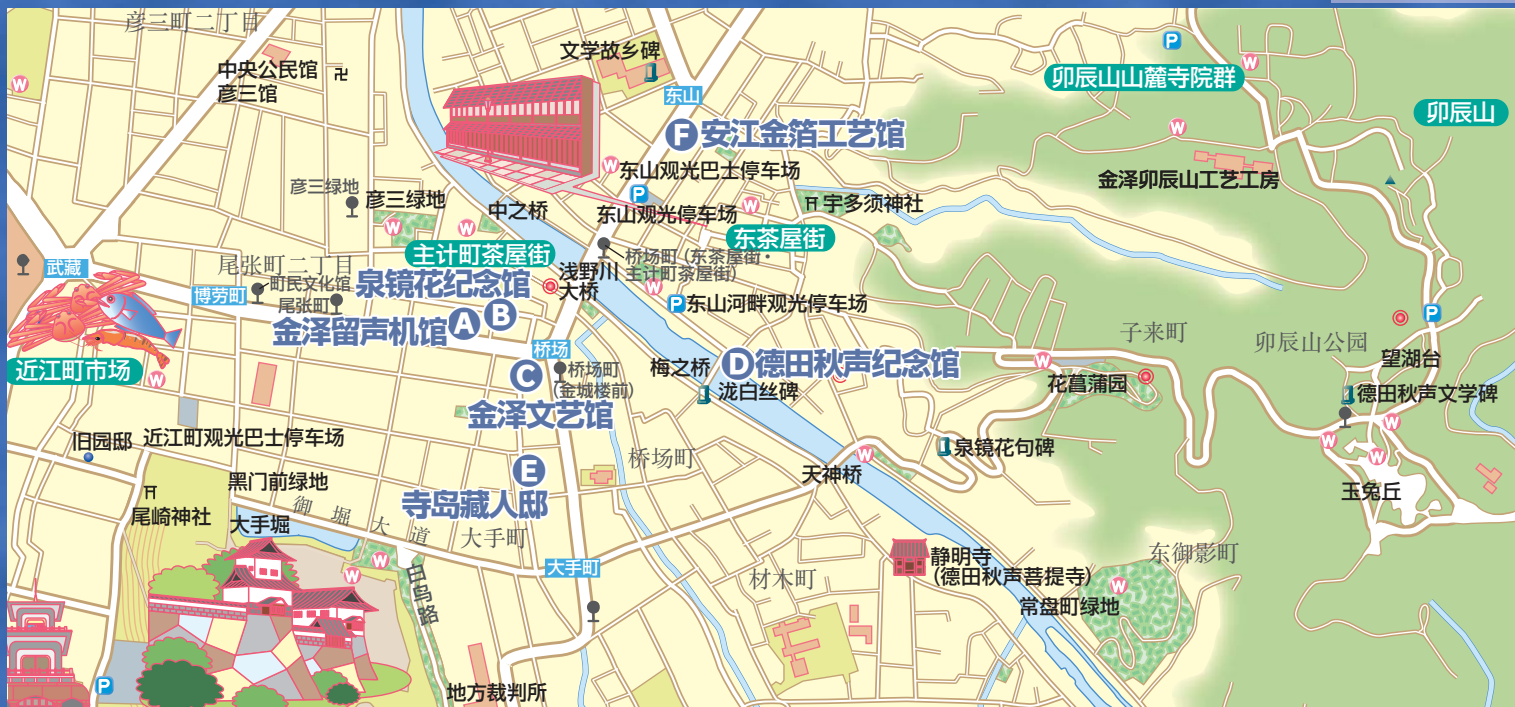 彦三町二丁目
中央公民馆
彦三馆
文学故乡碑
东山
卯辰山山麓寺院群
卯辰山
F 安江金箔工艺馆
W
P
东山观光巴士停车场
金泽卯辰山工艺工房
彦三绿地
彦三绿地
中之桥
东山观光停车场
宇多须神社
东茶屋街
主计町茶屋街
桥场町（东茶屋街・
主计町茶屋街）
浅野川
大桥
武藏
尾张町二丁目
町民文化馆
尾张町
博劳町
泉镜花纪念馆
B
金泽留声机馆 A
东山河畔观光停车场
子来町
卯辰山公园
望湖台
近江町市场
桥场
桥场町
（金城楼前）
C
金泽文艺馆
梅之桥
D 德田秋声纪念馆
泷白丝碑
花菖蒲园
德田秋声文学碑
旧园邸
近江町观光巴士停车场
桥场町
泉镜花句碑
天神桥
玉兔丘
E
寺岛藏人邸
黑门前绿地
尾崎神社
大手堀
御堀大道
大手町
大手町
白鸟路
材木町
静明寺
（德田秋声菩提寺）
东御影町
常盘町绿地
地方裁判所